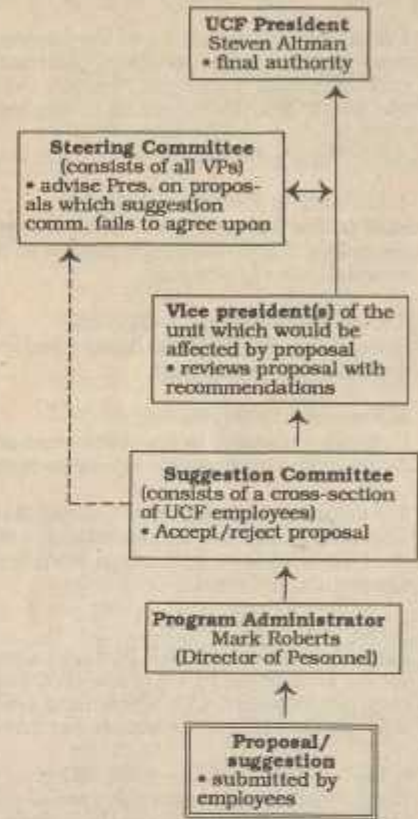 UCF President
Steven Altman
• final authority
Steering Committee
(consists of all VPs)
• advise Pres. on propos-
als which suggestion
comm. fails to agree upon
Vice president(s) of the
unit which would be
affected by proposal
• reviews proposal with
recommendations
Suggestion Committee
(consists of a cross-section
of UCF employees)
• Accept/reject proposal
Program Administrator
Mark Roberts
(Director of Pesonnel)
Proposal/
suggestion
• submitted by
employees